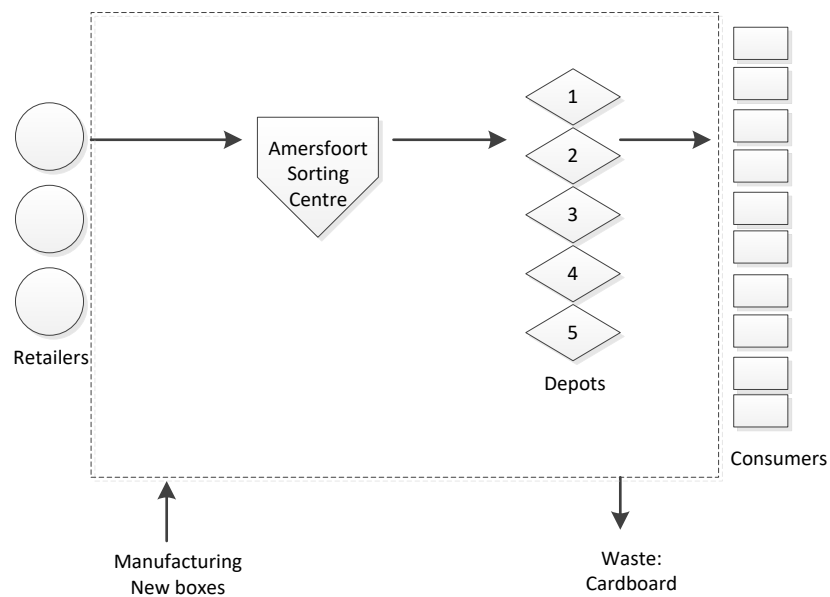 Retailers
Amersfoort
Sorting
Centre
1
2
3
4
5
Depots
Consumers
Manufacturing
New boxes
Waste:
Cardboard